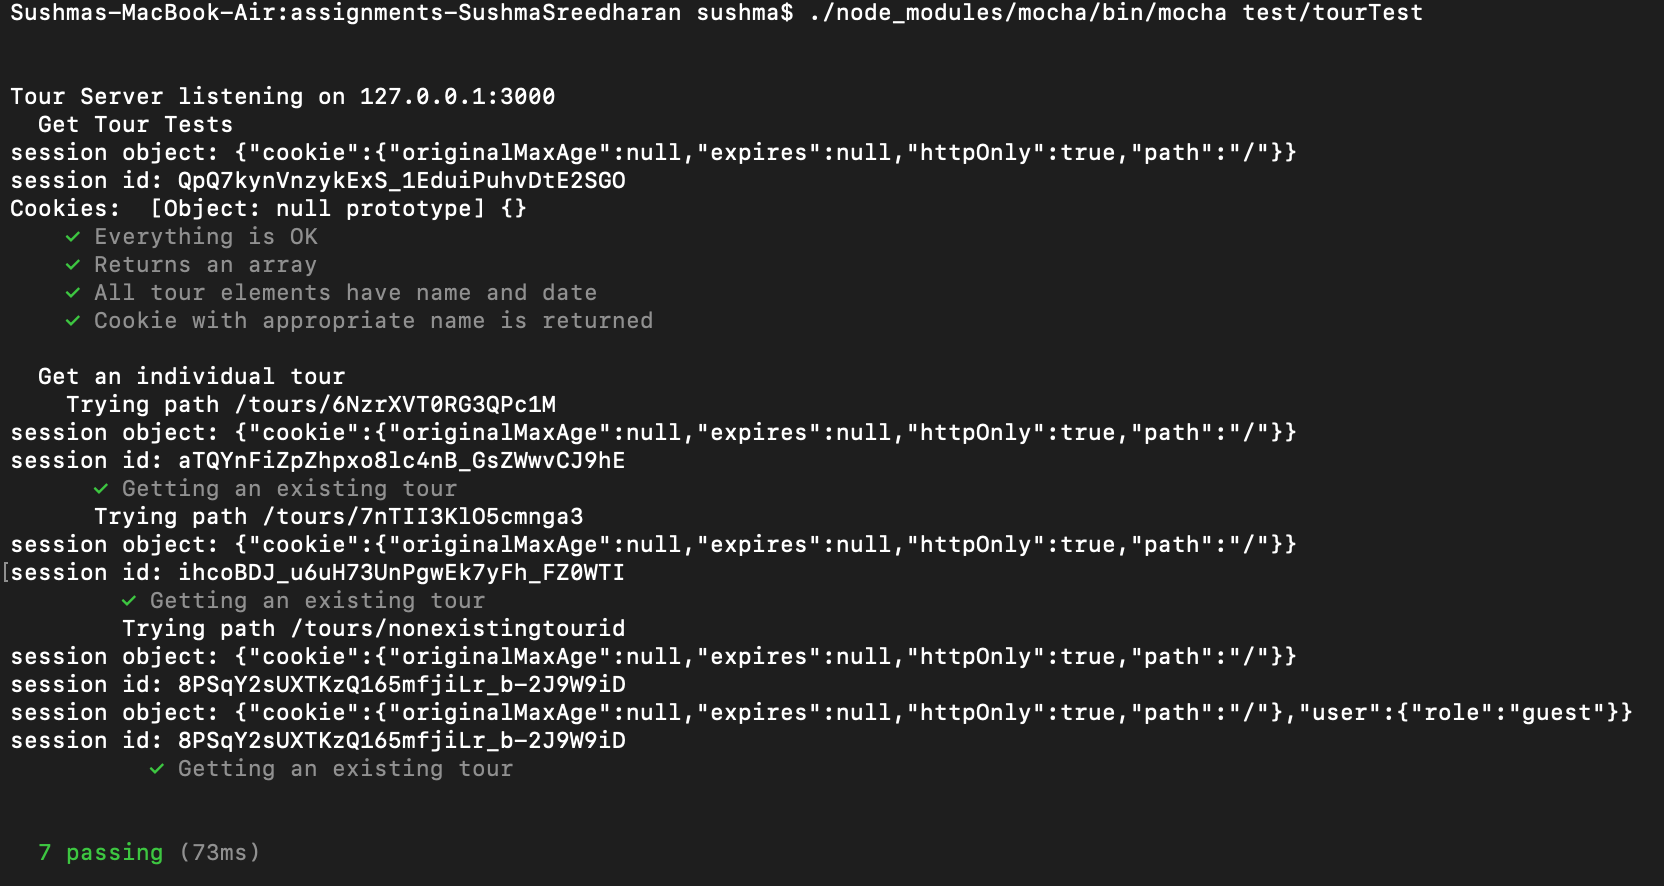 Sushmas-MacBook-Air:assignments-SushmaSreedharan sushma$ ./node_modules/mocha/bin/mocha test/tourTest
Tour Server listening on 127.0.0.1:3000
Get Tour Tests
session object: {"cookie":{"originalMaxAge":null,"expires":null,"httpOnly":true,"path":"/"}}
session id: QpQ7kynVnzykExS_1EduiPuhvDtE2SGO
Cookies:  [Object: null prototype] {}
✓ Everything is OK
✓ Returns an array
✓ All tour elements have name and date
✓ Cookie with appropriate name is returned
Get an individual tour
Trying path /tours/6NzrXVT0RG3QPc1M
session object: {"cookie":{"originalMaxAge":null,"expires":null,"httpOnly":true,"path":"/"}}
session id: aTQYnFiZpZhpxo8lc4nB_GsZWwvCJ9hE
✓ Getting an existing tour
Trying path /tours/7nTII3KlO5cmnga3
session object: {"cookie":{"originalMaxAge":null,"expires":null,"httpOnly":true,"path":"/"}}
[session id: ihcoBDJ_u6uH73UnPgwEk7yFh_FZ0WTI
✓ Getting an existing tour
Trying path /tours/nonexistingtourid
session object: {"cookie":{"originalMaxAge":null,"expires":null,"httpOnly":true,"path":"/"}}
session id: 8PSqY2sUXTKzQ165mfjiLr_b-2J9W9iD
session object: {"cookie":{"originalMaxAge":null,"expires":null,"httpOnly":true,"path":"/"},"user":{"role":"guest"}}
session id: 8PSqY2sUXTKzQ165mfjiLr_b-2J9W9iD
✓ Getting an existing tour
7 passing (73ms)